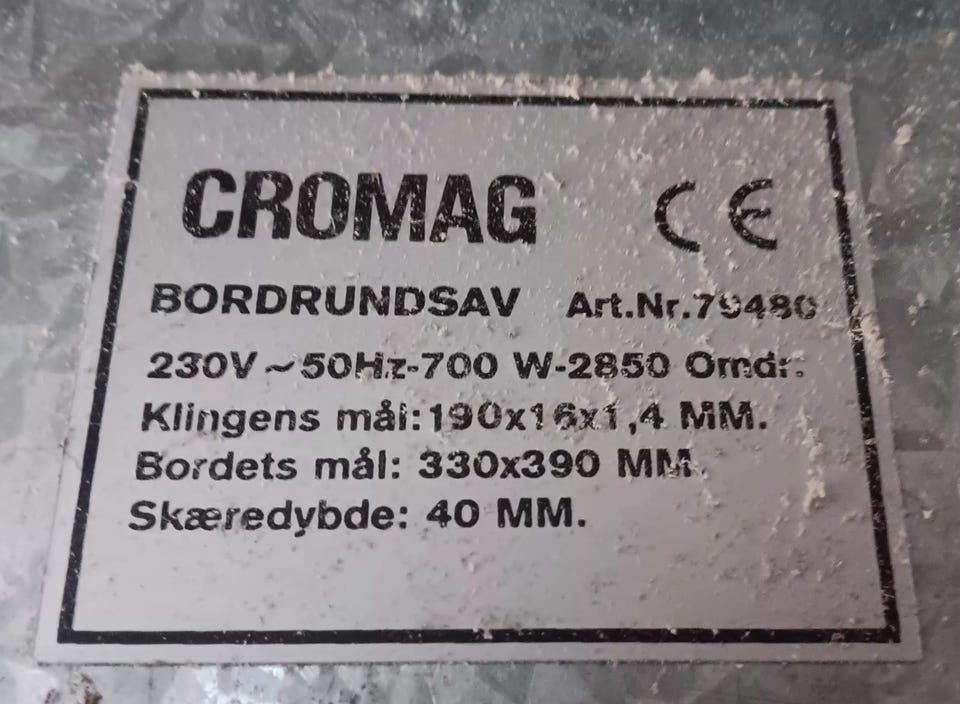 CROMAG CE
BORDRUNDSAV Art.Nr.79480
230V~50Hz-700 W-2850 Omdr.
Klingens mål:190x16x1,4 MM.
Bordets mål: 330x390 MM.
Skæredybde: 40 MM.